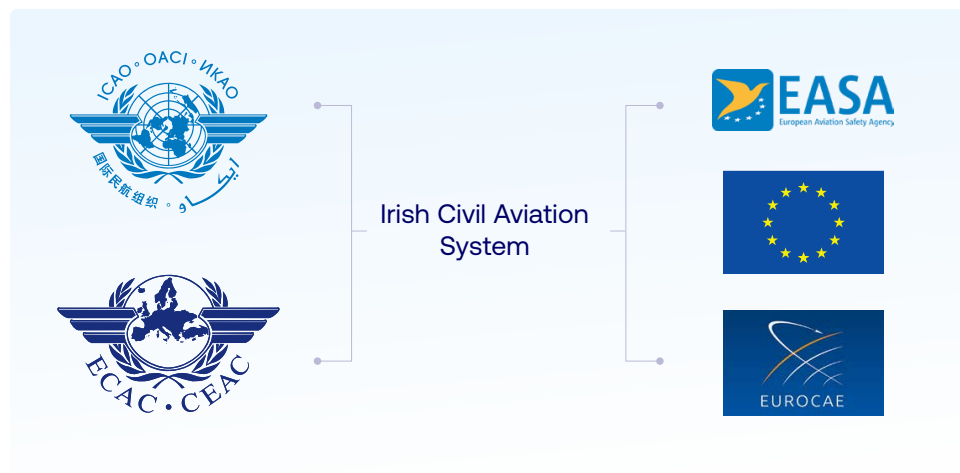 ICAO ◦ OACI ◦ ИКАО
国际民航组织 ◦ ايكاو
ECAC • CEAC
Irish Civil Aviation
System
EASA
European Aviation Safety Agency
EUROCAE